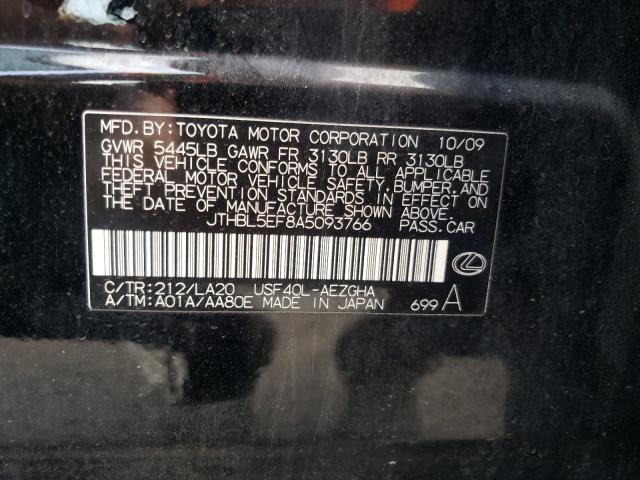 MFD. BY: TOYOTA MOTOR CORPORATION 10/09
GVWR 5445LB GAWR FR 3130LB RR 3130LB
THIS VEHICLE CONFORMS TO ALL APPLICABLE
FEDERAL MOTOR VEHICLE SAFETY, BUMPER, AND
THEFT PREVENTION STANDARDS IN EFFECT ON
THE DATE OF MANUFACTURE SHOWN ABOVE.
JTHBL5EF8A5093766 PASS. CAR
C/TR: 212/LA20 USF40L-AEZGHA
A/TM: A01A/AA80E MADE IN JAPAN 699 A